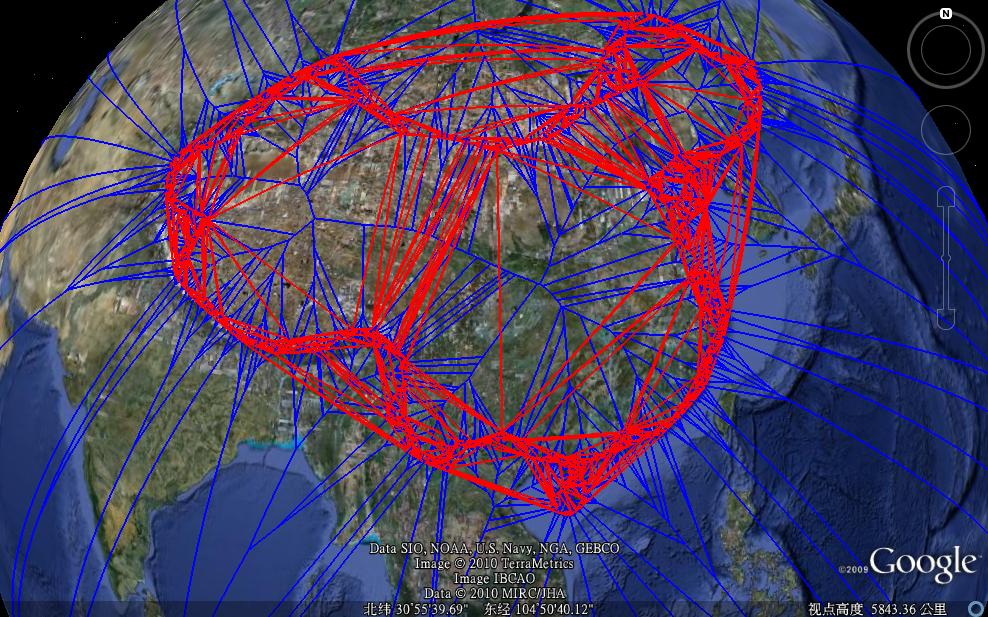 N
Data SIO, NOAA, U.S. Navy, NGA, GEBCO
Image © 2010 TerraMetrics
Image IBCAO
Data © 2010 MIRC/JHA
©2009 Google™
北纬 30°55'39.69" 东经 104°50'40.12" 视点高度 5843.36 公里